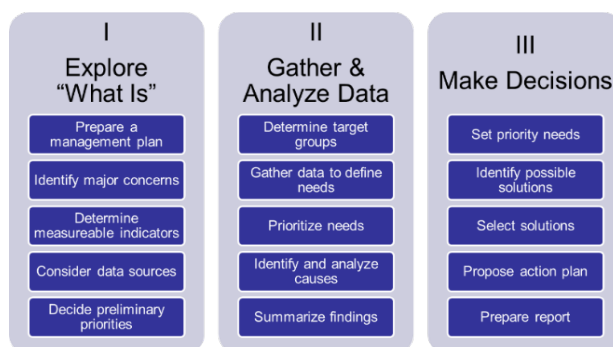 I
Explore
“What Is”
Prepare a
management plan
Identify major concerns
Determine
measureable indicators
Consider data sources
Decide preliminary
priorities
II
Gather &
Analyze Data
Determine target
groups
Gather data to define
needs
Prioritize needs
Identify and analyze
causes
Summarize findings
III
Make Decisions
Set priority needs
Identify possible
solutions
Select solutions
Propose action plan
Prepare report